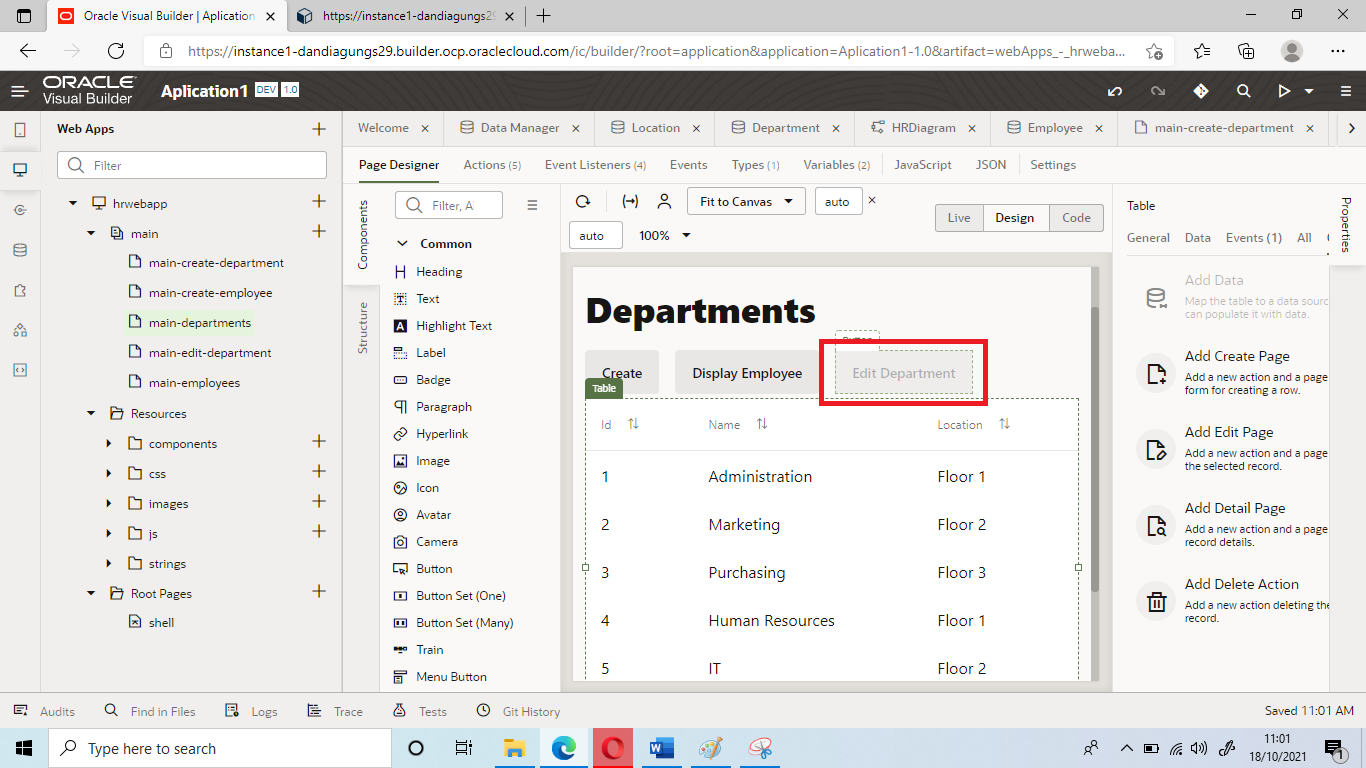 Oracle Visual Builder | Aplication
https://instance1-dandiagungs29
https://instance1-dandiagungs29.builder.ocp.oraclecloud.com/ic/builder/?root=application&application=Aplication1-1.0&artifact=webApps_-_hrweba...
ORACLE
Visual Builder
Aplication1 DEV 1.0
Web Apps
Filter
hrwebapp
main
main-create-department
main-create-employee
main-departments
main-edit-department
main-employees
Resources
components
css
images
js
strings
Root Pages
shell
Welcome
Data Manager
Location
Department
HRDiagram
Employee
main-create-department
Page Designer
Actions (5)
Event Listeners (4)
Events
Types (1)
Variables (2)
JavaScript
JSON
Settings
Components
Structure
Filter, A
Common
Heading
Text
Highlight Text
Label
Badge
Paragraph
Hyperlink
Image
Icon
Avatar
Camera
Button
Button Set (One)
Button Set (Many)
Train
Menu Button
Fit to Canvas
auto
Live
Design
Code
auto
100%
Departments
Create
Display Employee
Edit Department
Table
Id
Name
Location
1 Administration Floor 1
2 Marketing Floor 2
3 Purchasing Floor 3
4 Human Resources Floor 1
5 IT Floor 2
Table
General Data Events (1) All
Properties
Add Data
Map the table to a data sourc
can populate it with data.
Add Create Page
Add a new action and a page
form for creating a row.
Add Edit Page
Add a new action and a page
the selected record.
Add Detail Page
Add a new action and a page
record details.
Add Delete Action
Add a new action deleting the
record.
Audits
Find in Files
Logs
Trace
Tests
Git History
Saved 11:01 AM
Type here to search
11:01
18/10/2021
1